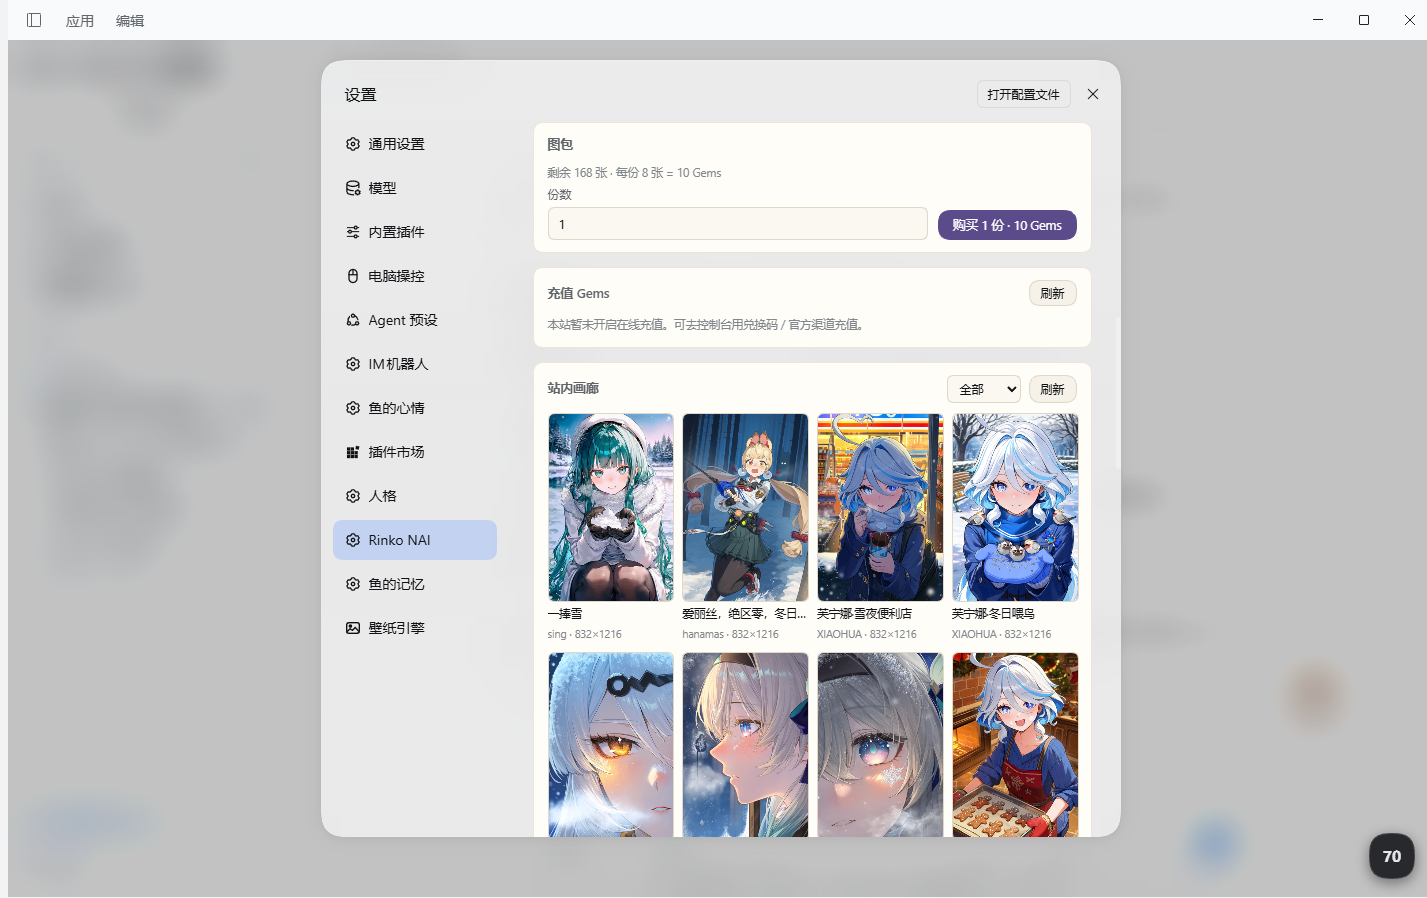 应用
编辑
设置
打开配置文件
通用设置
模型
内置插件
电脑操控
Agent 预设
IM机器人
鱼的心情
插件市场
人格
Rinko NAI
鱼的记忆
壁纸引擎
图包
剩余 168 张 · 每份 8 张 = 10 Gems
份数
1
购买 1 份 · 10 Gems
充值 Gems
刷新
本站暂未开启在线充值。可去控制台用兑换码 / 官方渠道充值。
站内画廊
全部
刷新
一捧雪
sing · 832×1216
爱丽丝，绝区零，冬日...
hanamas · 832×1216
芙宁娜·雪夜便利店
XIAOHUA · 832×1216
芙宁娜·冬日喂鸟
XIAOHUA · 832×1216
70